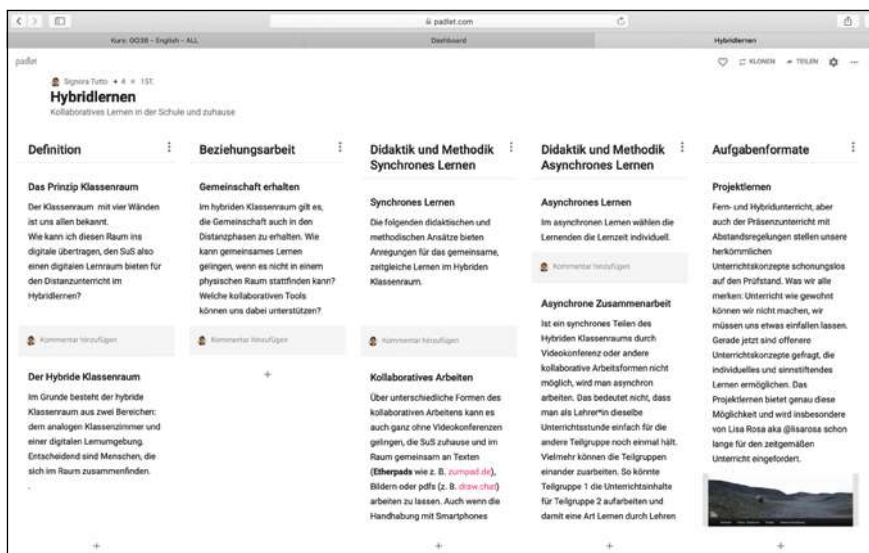 padlet.com
Kurs: GO38 - English - ALL
Dashboard
Hybridlernen
padlet
KLONEN
TEILEN
Signora Tutto + 4 • 1ST.
Hybridlernen
Kollaboratives Lernen in der Schule und zuhause
Definition
Das Prinzip Klassenraum
Der Klassenraum mit vier Wänden
ist uns allen bekannt.
Wie kann ich diesen Raum ins
digitale übertragen, den SuS also
einen digitalen Lernraum bieten für
den Distanzunterricht im
Hybridlernen?
Kommentar hinzufügen
Der Hybride Klassenraum
Im Grunde besteht der hybride
Klassenraum aus zwei Bereichen:
dem analogen Klassenzimmer und
einer digitalen Lernumgebung.
Entscheidend sind Menschen, die
sich im Raum zusammenfinden.
.
Beziehungsarbeit
Gemeinschaft erhalten
Im hybriden Klassenraum gilt es,
die Gemeinschaft auch in den
Distanzphasen zu erhalten. Wie
kann gemeinsames Lernen
gelingen, wenn es nicht in einem
physischen Raum stattfinden kann?
Welche kollaborativen Tools
können uns dabei unterstützen?
Kommentar hinzufügen
Didaktik und Methodik
Synchrones Lernen
Synchrones Lernen
Die folgenden didaktischen und
methodischen Ansätze bieten
Anregungen für das gemeinsame,
zeitgleiche Lernen im Hybriden
Klassenraum.
Kommentar hinzufügen
Kollaboratives Arbeiten
Über unterschiedliche Formen des
kollaborativen Arbeitens kann es
auch ganz ohne Videokonferenzen
gelingen, die SuS zuhause und im
Raum gemeinsam an Texten
(Etherpads wie z. B. zumpad.de),
Bildern oder pdfs (z. B. draw.chat)
arbeiten zu lassen. Auch wenn die
Handhabung mit Smartphones
Didaktik und Methodik
Asynchrones Lernen
Asynchrones Lernen
Im asynchronen Lernen wählen die
Lernenden die Lernzeit individuell.
Kommentar hinzufügen
Asynchrone Zusammenarbeit
Ist ein synchrones Teilen des
Hybriden Klassenraums durch
Videokonferenz oder andere
kollaborative Arbeitsformen nicht
möglich, wird man asynchron
arbeiten. Das bedeutet nicht, dass
man als Lehrer*in dieselbe
Unterrichtsstunde einfach für die
andere Teilgruppe noch einmal hält.
Vielmehr können die Teilgruppen
einander zuarbeiten. So könnte
Teilgruppe 1 die Unterrichtsinhalte
für Teilgruppe 2 aufarbeiten und
damit eine Art Lernen durch Lehren
Aufgabenformate
Projektlernen
Fern- und Hybridunterricht, aber
auch der Präsenzunterricht mit
Abstandsregelungen stellen unsere
herkömmlichen
Unterrichtskonzepte schonungslos
auf den Prüfstand. Was wir alle
merken: Unterricht wie gewohnt
können wir nicht machen, wir
müssen uns etwas einfallen lassen.
Gerade jetzt sind offenere
Unterrichtskonzepte gefragt, die
individuelles und sinnstiftendes
Lernen ermöglichen. Das
Projektlernen bietet genau diese
Möglichkeit und wird insbesondere
von Lisa Rosa aka @lisarosa schon
lange für den zeitgemäßen
Unterricht eingefordert.